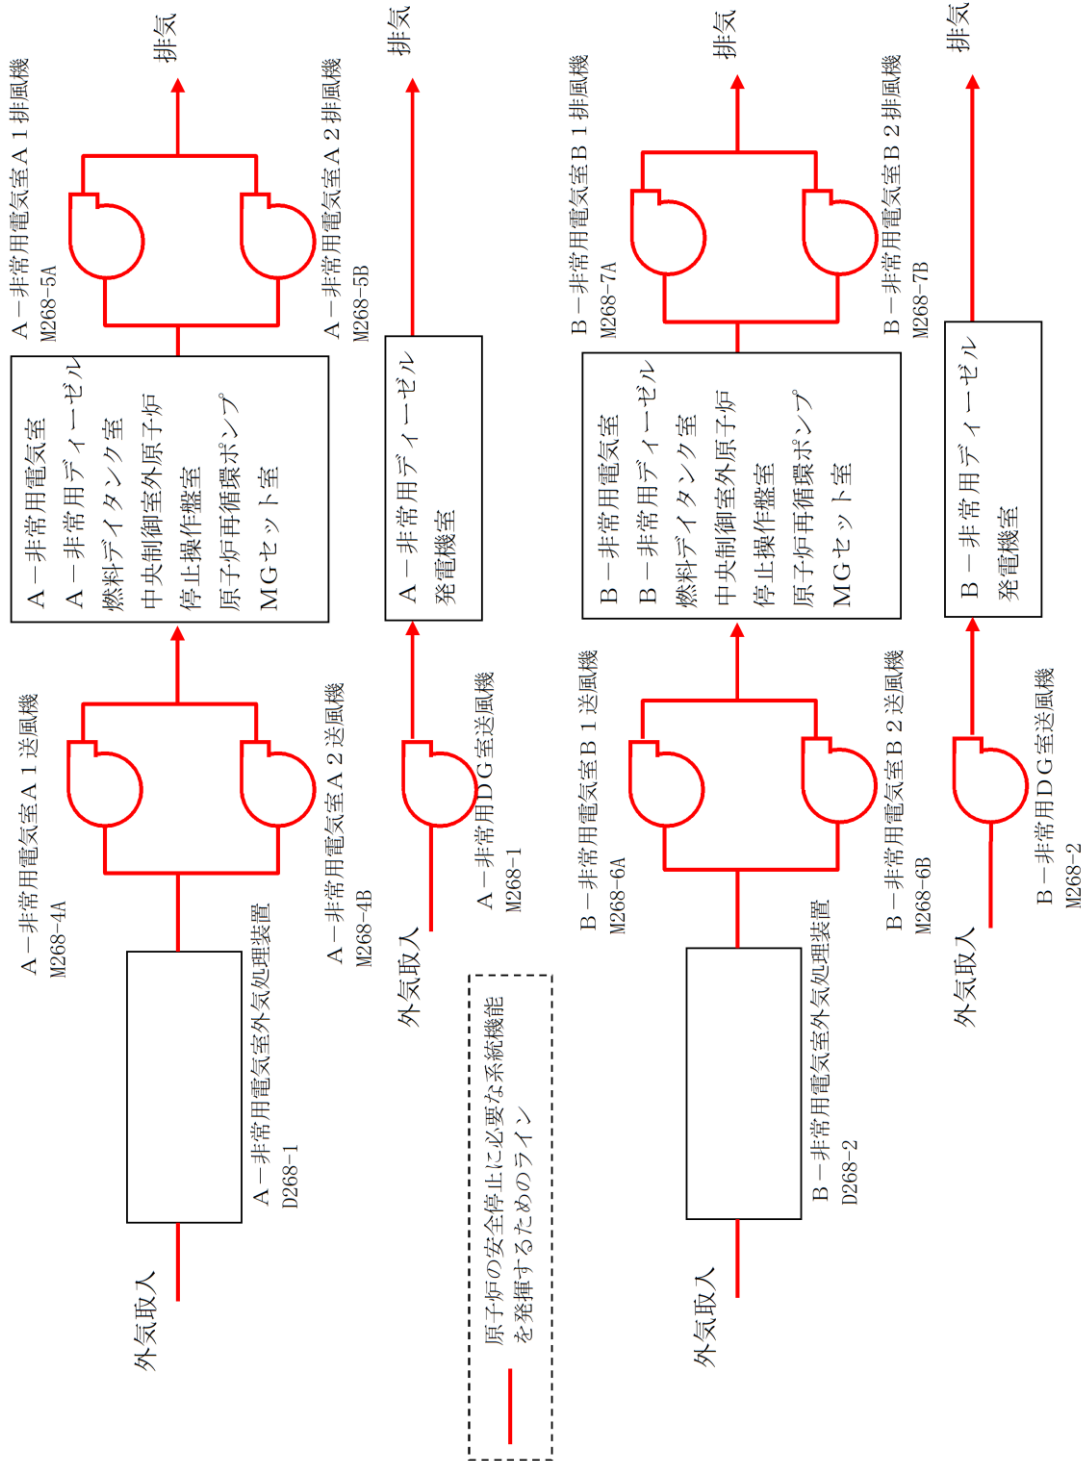 A－非常用電気室A１送風機
M268-4A
A－非常用電気室A１排風機
M268-5A
外気取入
A－非常用電気室外気処理装置
D268-1
A－非常用電気室
A－非常用ディーゼル
燃料デイタンク室
中央制御室外原子炉
停止操作盤室
原子炉再循環ポンプ
MGセット室
排気
A－非常用電気室A２送風機
M268-4B
A－非常用電気室A２排風機
M268-5B
外気取入
A－非常用DG室送風機
M268-1
A－非常用ディーゼル
発電機室
排気
原子炉の安全停止に必要な系統機能
を発揮するためのライン
B－非常用電気室B１送風機
M268-6A
B－非常用電気室B１排風機
M268-7A
外気取入
B－非常用電気室外気処理装置
D268-2
B－非常用電気室
B－非常用ディーゼル
燃料デイタンク室
中央制御室外原子炉
停止操作盤室
原子炉再循環ポンプ
MGセット室
排気
B－非常用電気室B２送風機
M268-6B
B－非常用電気室B２排風機
M268-7B
外気取入
B－非常用DG室送風機
M268-2
B－非常用ディーゼル
発電機室
排気